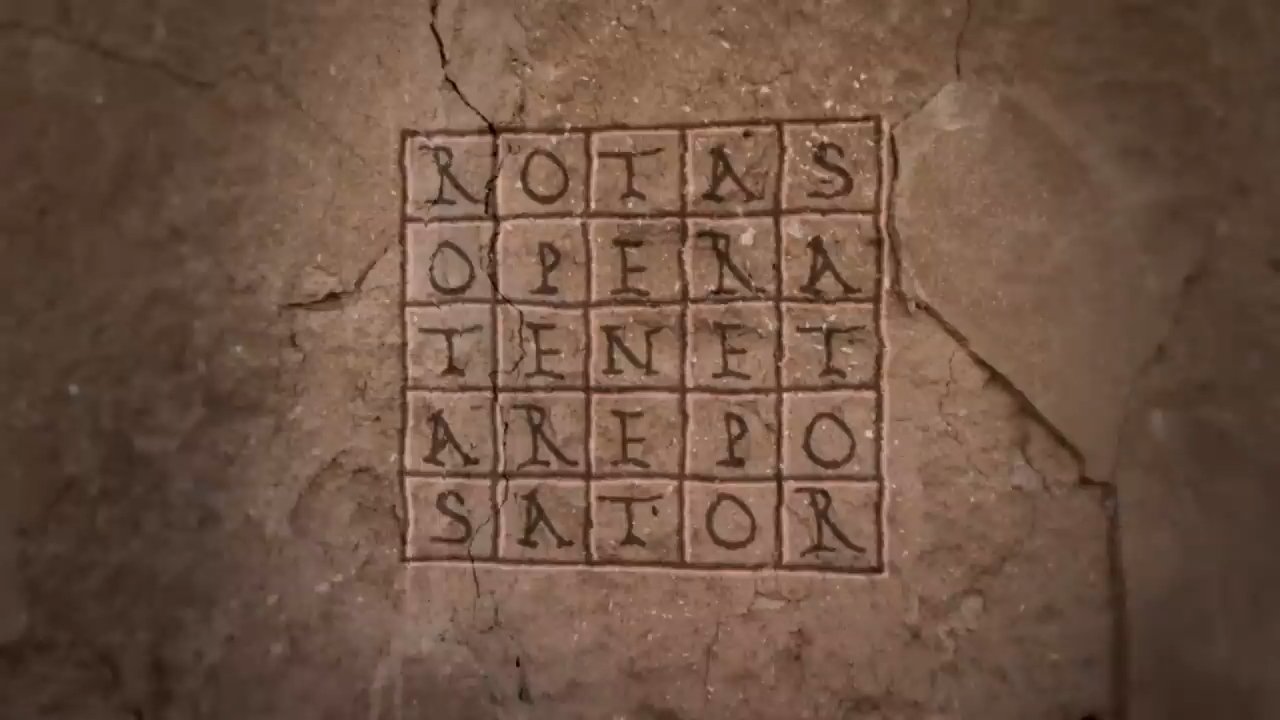 ROTAS
OPERA
TENET
AREPO
SATOR